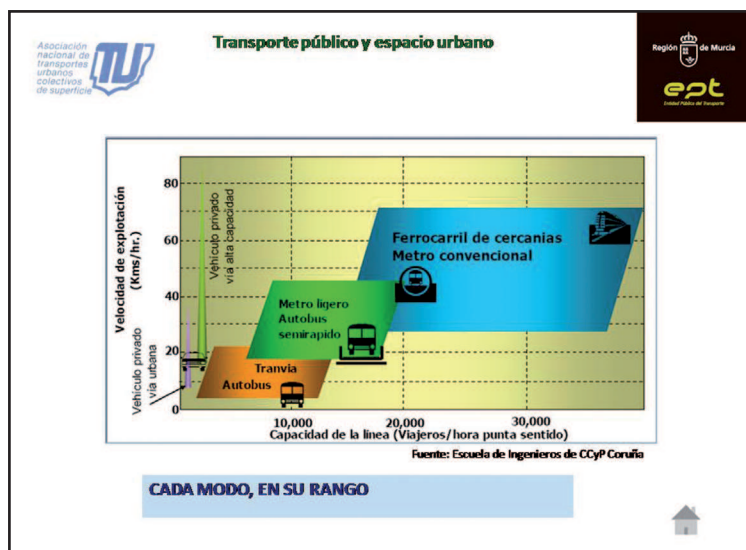 Asociación
nacional de
transportes
urbanos
colectivos
de superficie
TU
Transporte público y espacio urbano
Región de Murcia
ept
Entidad Pública del Transporte
Velocidad de explotación
(Kms/hr.)
80
60
40
20
0
Vehículo privado
vía alta capacidad
Vehículo privado
vía urbana
Ferrocarril de cercanias
Metro convencional
Metro ligero
Autobus
semirapido
Tranvia
Autobus
10,000
20,000
30,000
Capacidad de la línea (Viajeros/hora punta sentido)
Fuente: Escuela de Ingenieros de CCyP Coruña
CADA MODO, EN SU RANGO